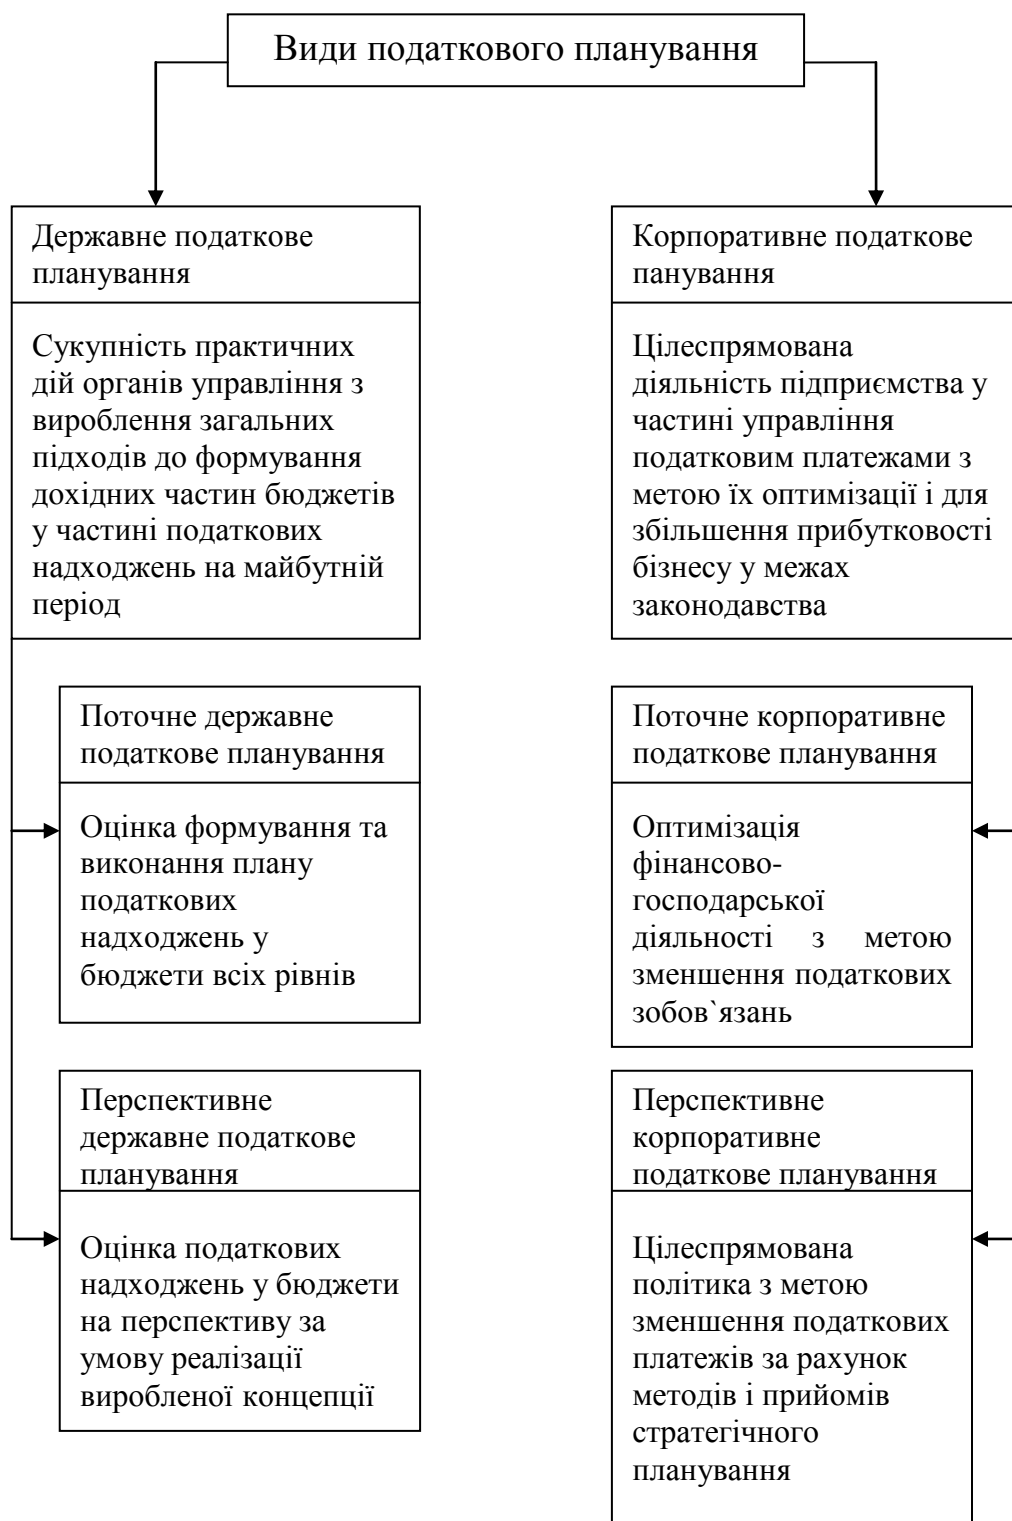 Види податкового планування
Державне податкове
планування
Сукупність практичних
дій органів управління з
вироблення загальних
підходів до формування
дохідних частин бюджетів
у частині податкових
надходжень на майбутній
період
Поточне державне
податкове планування
Оцінка формування та
виконання плану
податкових
надходжень у
бюджети всіх рівнів
Перспективне
державне податкове
планування
Оцінка податкових
надходжень у бюджети
на перспективу за
умову реалізації
виробленої концепції
Корпоративне податкове
панування
Цілеспрямована
діяльність підприємства у
частині управління
податковим платежами з
метою їх оптимізації і для
збільшення прибутковості
бізнесу у межах
законодавства
Поточне корпоративне
податкове планування
Оптимізація
фінансово-
господарської
діяльності з метою
зменшення податкових
зобов`язань
Перспективне
корпоративне
податкове планування
Цілеспрямована
політика з метою
зменшення податкових
платежів за рахунок
методів і прийомів
стратегічного
планування